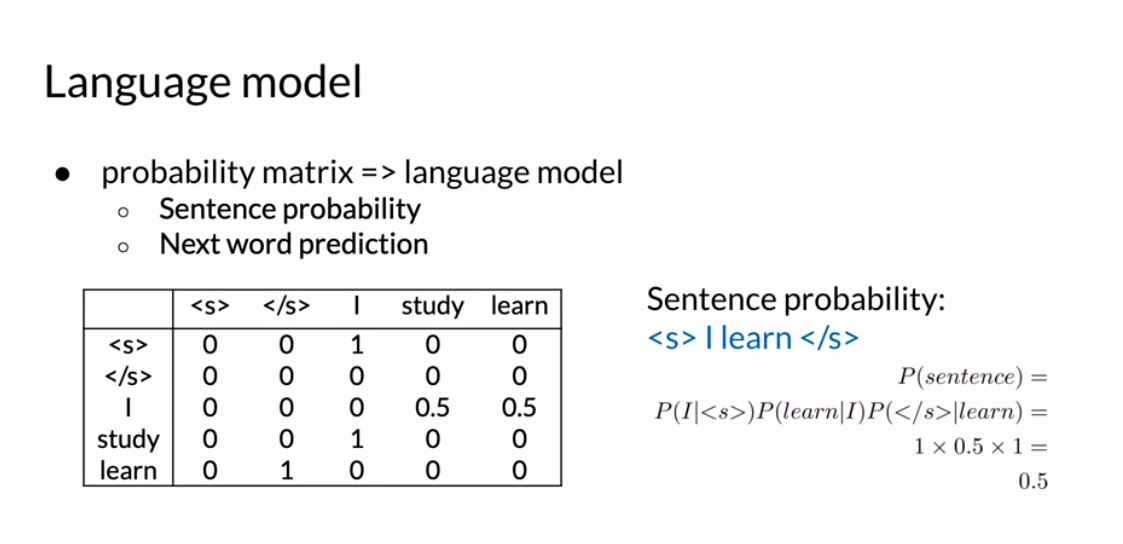 Language model
● probability matrix => language model
○ Sentence probability
○ Next word prediction
<s> </s> I study learn
<s> 0 0 1 0 0
</s> 0 0 0 0 0
I 0 0 0 0.5 0.5
study 0 0 1 0 0
learn 0 1 0 0 0
Sentence probability:
<s> I learn </s>
P(sentence) =
P(I|<s>)P(learn|I)P(</s>|learn) =
1 × 0.5 × 1 =
0.5